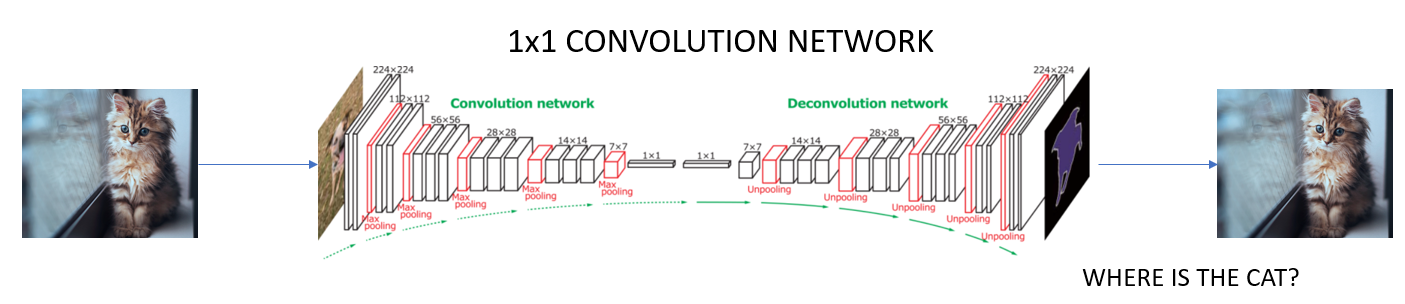 1x1 CONVOLUTION NETWORK
224×224
112×112
56×56
28×28
14×14
7×7
1×1
Convolution network
Max
pooling
Max
pooling
Max
pooling
Max
pooling
Max
pooling
1×1
7×7
14×14
28×28
56×56
112×112
224×224
Deconvolution network
Unpooling
Unpooling
Unpooling
Unpooling
Unpooling
WHERE IS THE CAT?